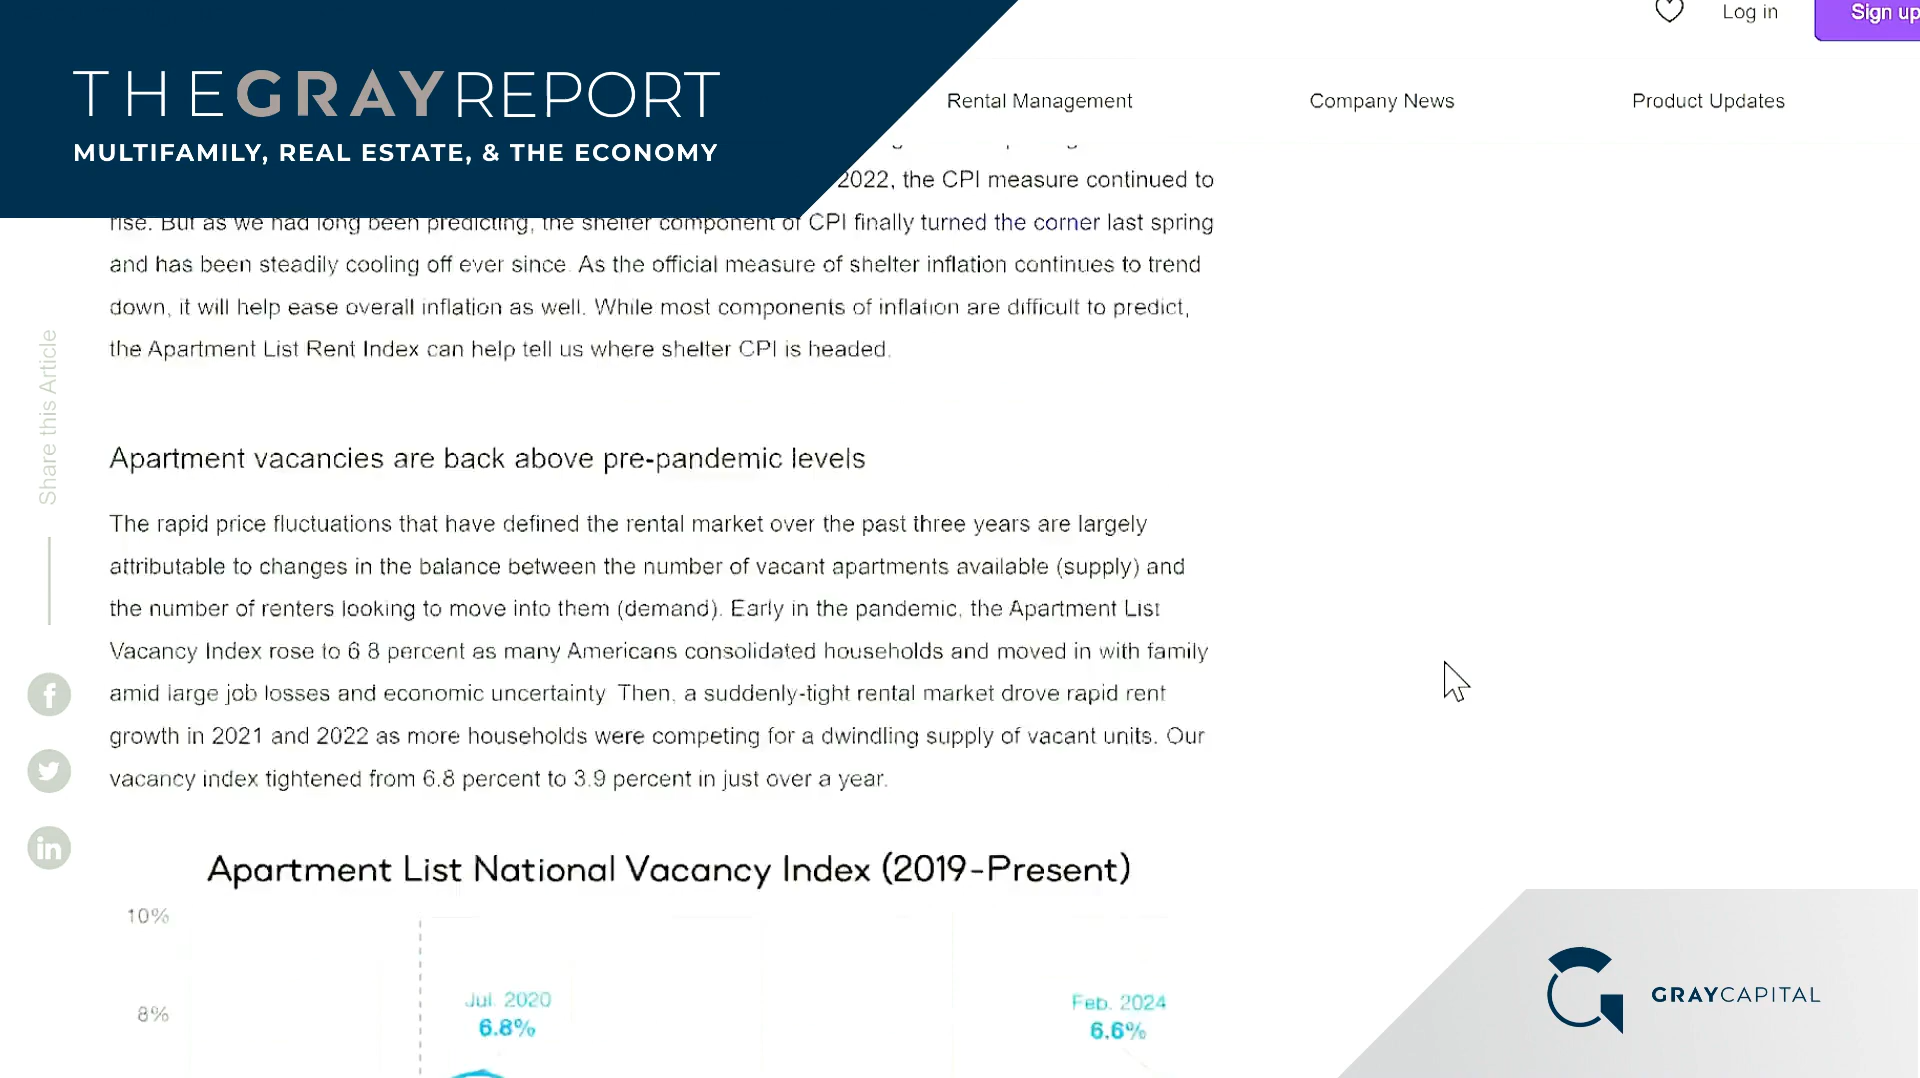 THEGRAYREPORT
MULTIFAMILY, REAL ESTATE, & THE ECONOMY
Log in
Sign up
Rental Management
Company News
Product Updates
2022, the CPI measure continued to
rise. But as we had long been predicting, the shelter component of CPI finally turned the corner last spring
and has been steadily cooling off ever since. As the official measure of shelter inflation continues to trend
down, it will help ease overall inflation as well. While most components of inflation are difficult to predict,
the Apartment List Rent Index can help tell us where shelter CPI is headed.
Share this Article
Apartment vacancies are back above pre-pandemic levels
The rapid price fluctuations that have defined the rental market over the past three years are largely
attributable to changes in the balance between the number of vacant apartments available (supply) and
the number of renters looking to move into them (demand). Early in the pandemic, the Apartment List
Vacancy Index rose to 6.8 percent as many Americans consolidated households and moved in with family
amid large job losses and economic uncertainty. Then, a suddenly-tight rental market drove rapid rent
growth in 2021 and 2022 as more households were competing for a dwindling supply of vacant units. Our
vacancy index tightened from 6.8 percent to 3.9 percent in just over a year.
Apartment List National Vacancy Index (2019-Present)
10%
8%
Jul. 2020
6.8%
Feb. 2024
6.6%
GRAYCAPITAL